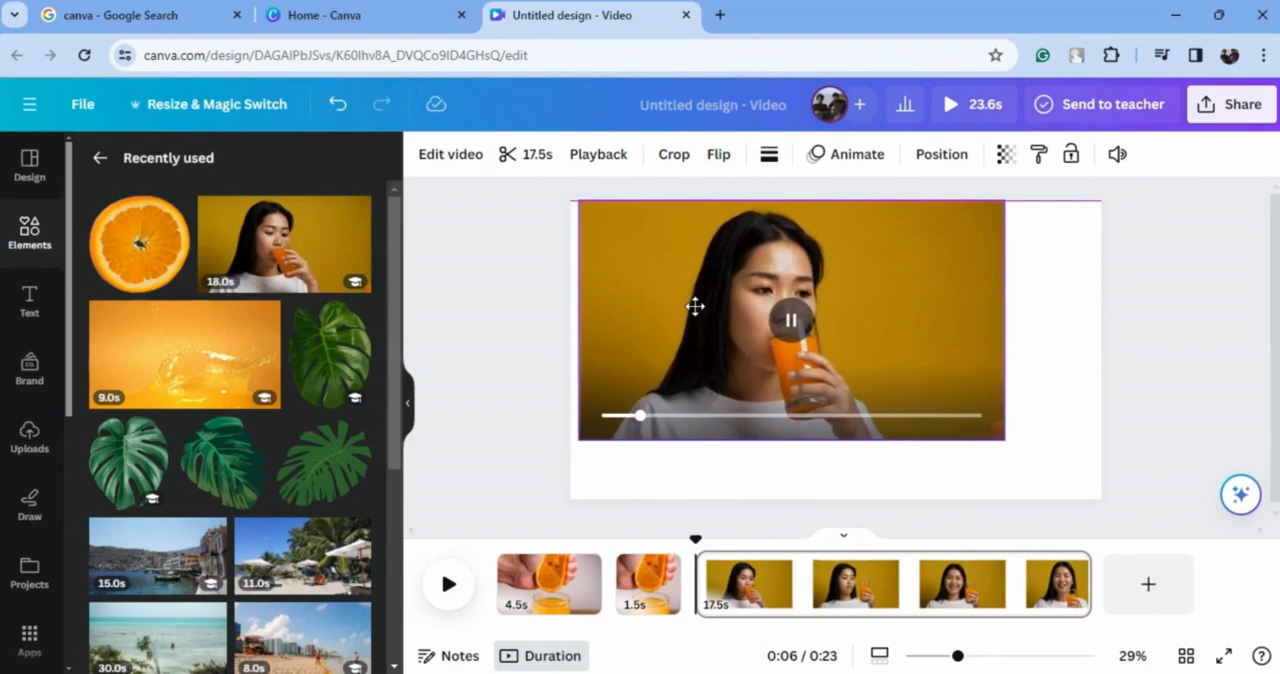 canva - Google Search
Home - Canva
Untitled design - Video
canva.com/design/DAGAIPbJSvs/K60lhv8A_DVQCo9ID4GHsQ/edit
File
Resize & Magic Switch
Untitled design - Video
23.6s
Send to teacher
Share
Design
Elements
Text
Brand
Uploads
Draw
Projects
Apps
Recently used
18.0s
9.0s
15.0s
11.0s
30.0s
8.0s
Edit video
17.5s
Playback
Crop
Flip
Animate
Position
4.5s
1.5s
17.5s
Notes
Duration
0:06 / 0:23
29%